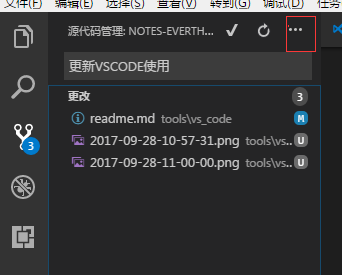 文件(F) 编辑(E) 选择(S) 查看(V) 转到(G) 调试(D) 任务
源代码管理: NOTES-EVERTH...
更新VSCODE使用
更改 3
readme.md tools\vs_code M
2017-09-28-10-57-31.png tools\vs... U
2017-09-28-11-00-00.png tools\vs... U
3